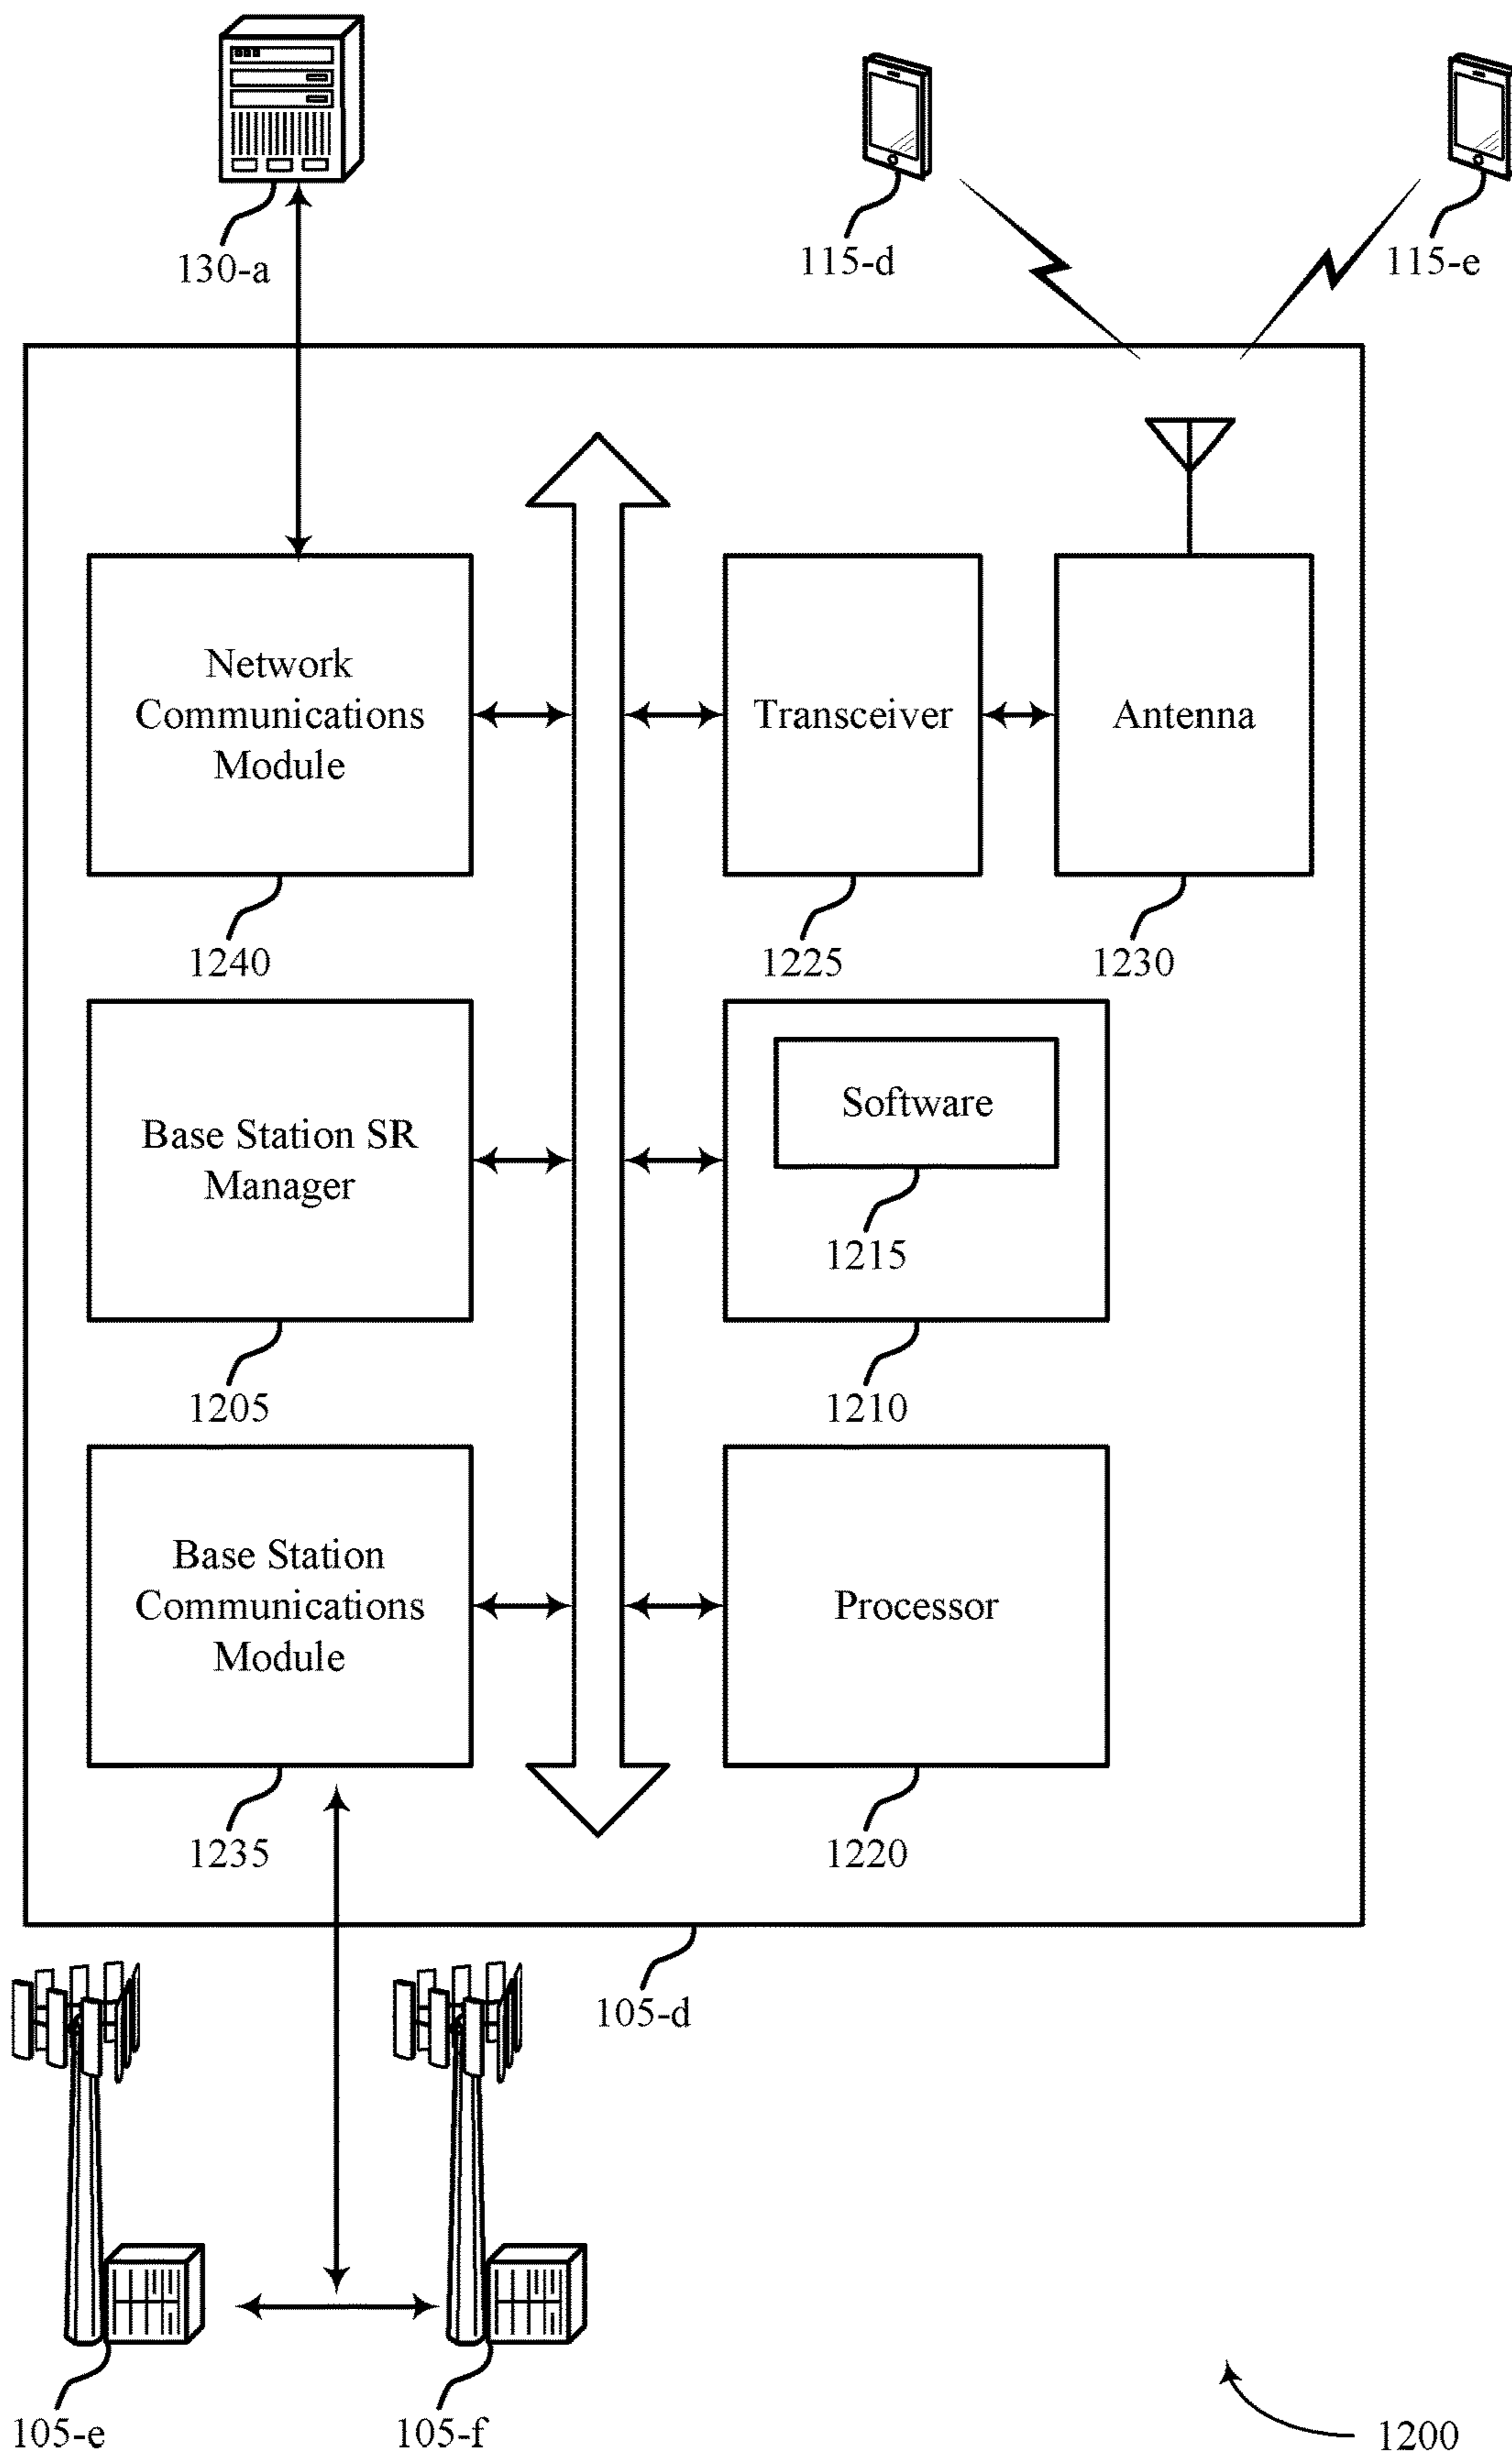 130-a
115-d
115-e
Network
Communications
Module
Transceiver
Antenna
1240
1225
1230
Base Station SR
Manager
Software
1215
1205
1210
Base Station
Communications
Module
Processor
1235
1220
105-d
105-e
105-f
1200